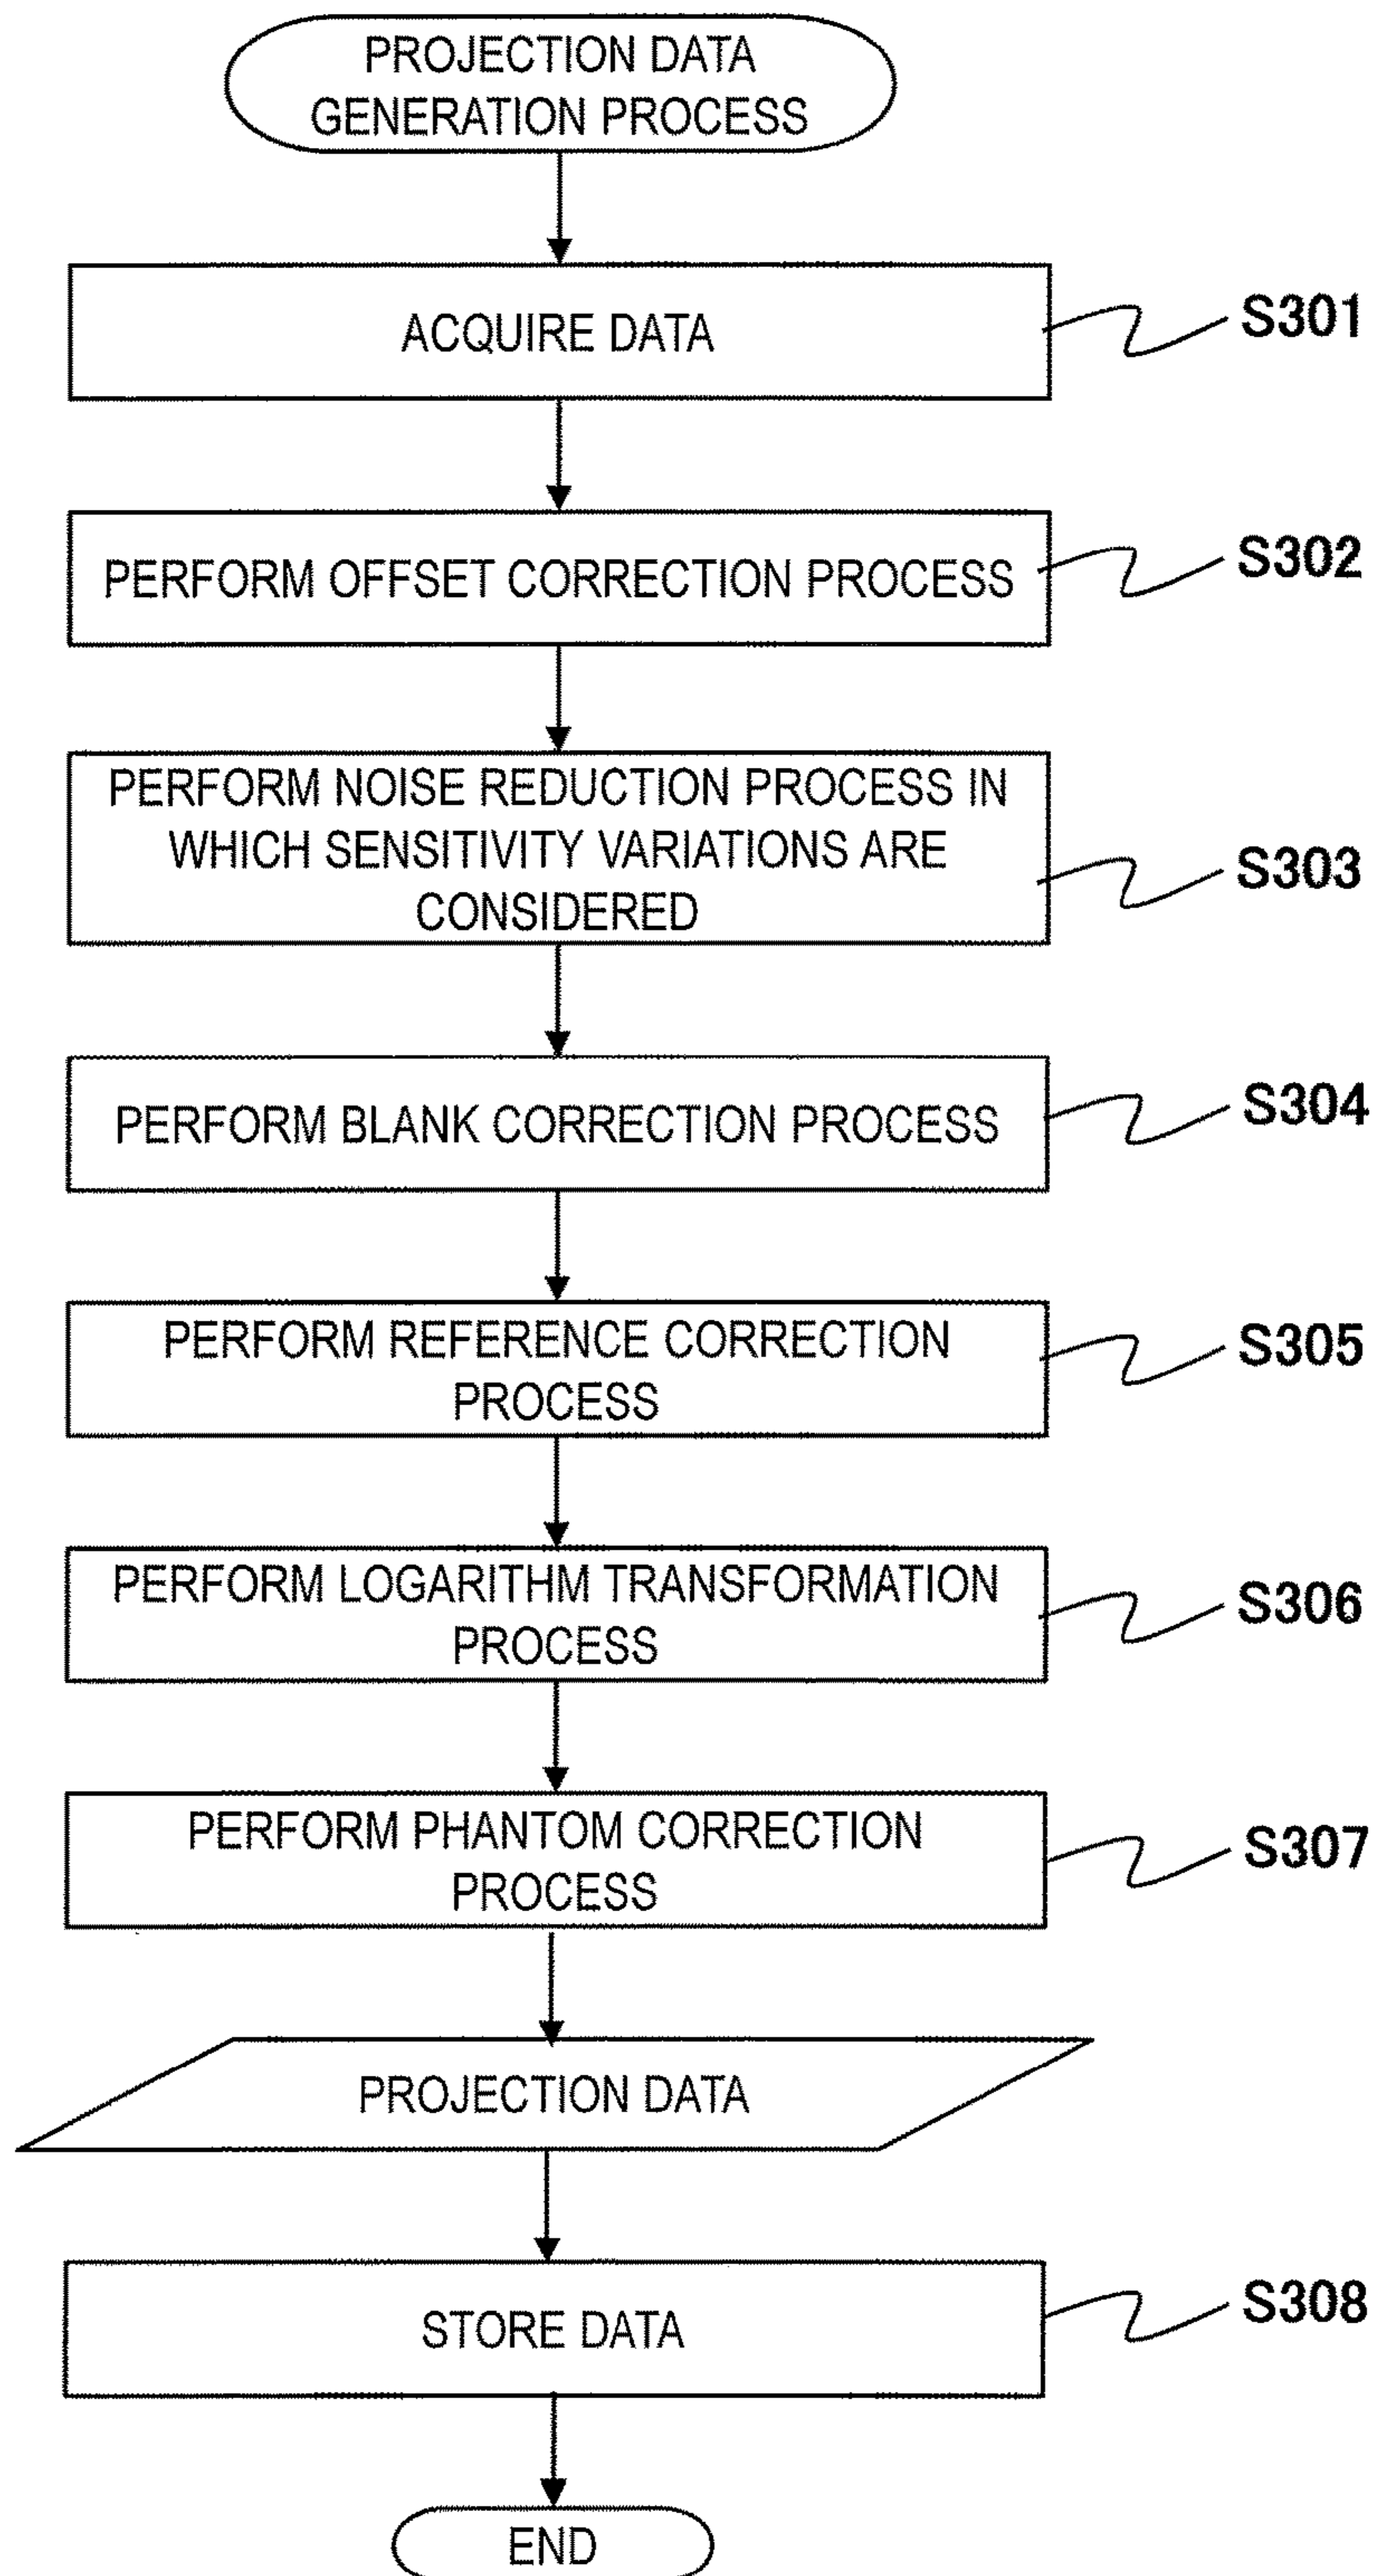 PROJECTION DATA
GENERATION PROCESS
ACQUIRE DATA
S301
PERFORM OFFSET CORRECTION PROCESS
S302
PERFORM NOISE REDUCTION PROCESS IN
WHICH SENSITIVITY VARIATIONS ARE
CONSIDERED
S303
PERFORM BLANK CORRECTION PROCESS
S304
PERFORM REFERENCE CORRECTION
PROCESS
S305
PERFORM LOGARITHM TRANSFORMATION
PROCESS
S306
PERFORM PHANTOM CORRECTION
PROCESS
S307
PROJECTION DATA
STORE DATA
S308
END